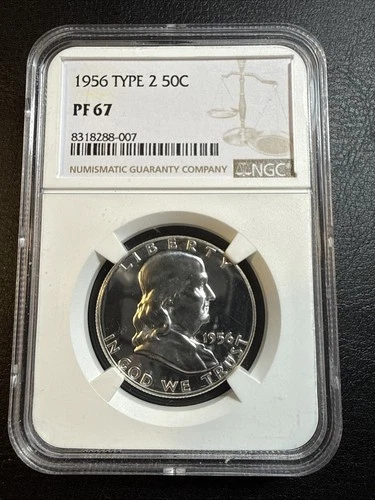 1956 TYPE 2 50C
PF 67
8318288-007
NUMISMATIC GUARANTY COMPANY
NGC
LIBERTY
1956
IN GOD WE TRUST